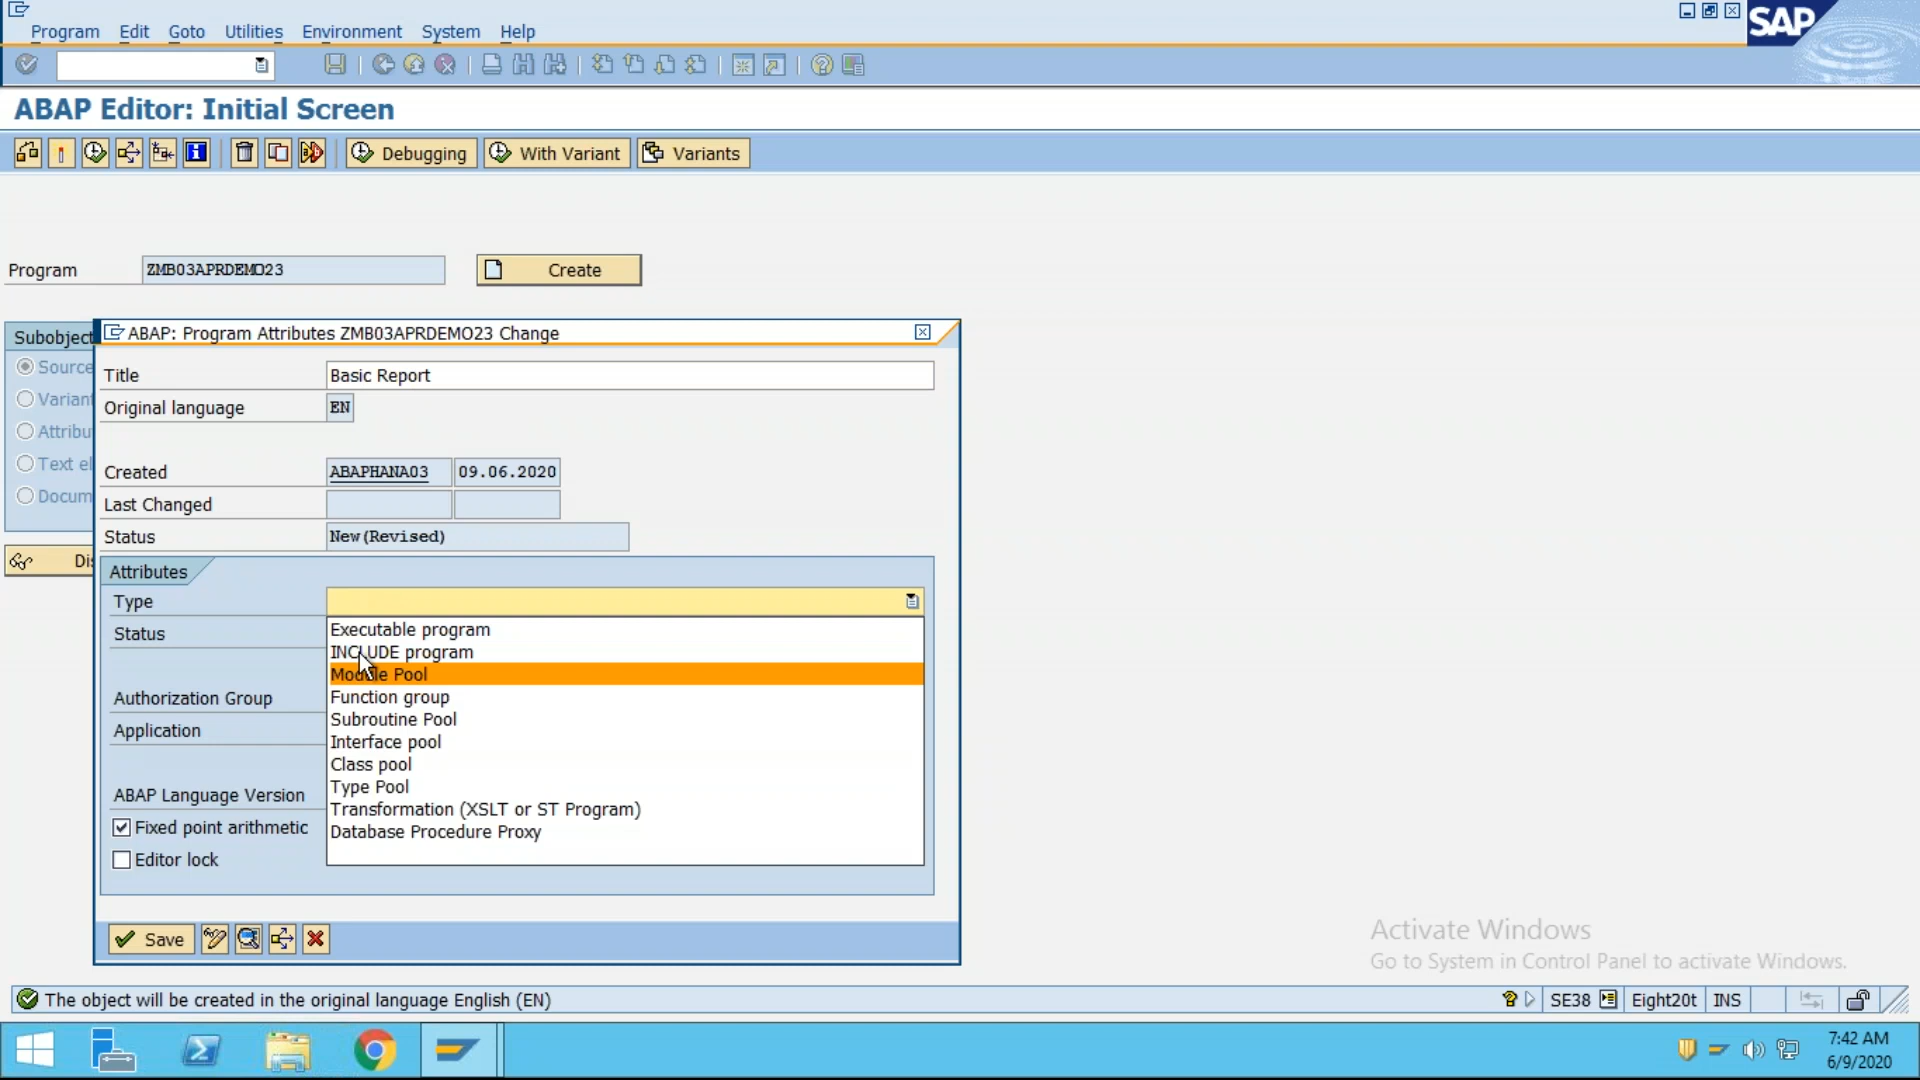 Program Edit Goto Utilities Environment System Help
SAP
ABAP Editor: Initial Screen
Debugging With Variant Variants
Program ZMB03APRDEMO23 Create
Subobject
ABAP: Program Attributes ZMB03APRDEMO23 Change
Source
Title Basic Report
Variant
Original language EN
Attribu
Text el
Created ABAPHANA03 09.06.2020
Docum
Last Changed
Status New(Revised)
Dis
Attributes
Type
Executable program
Status
INCLUDE program
Module Pool
Authorization Group
Function group
Subroutine Pool
Application
Interface pool
Class pool
Type Pool
ABAP Language Version
Transformation (XSLT or ST Program)
Fixed point arithmetic
Database Procedure Proxy
Editor lock
Save
Activate Windows
Go to System in Control Panel to activate Windows.
The object will be created in the original language English (EN)
SE38 Eight20t INS
7:42 AM
6/9/2020